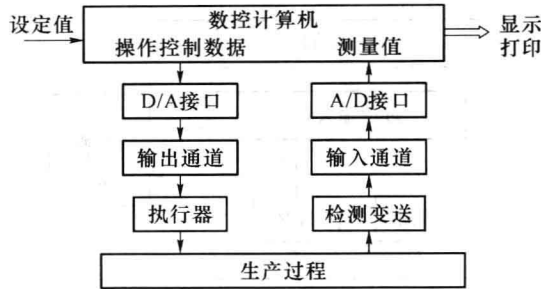 设定值
数控计算机
操作控制数据
测量值
显示
打印
D/A接口
A/D接口
输出通道
输入通道
执行器
检测变送
生产过程